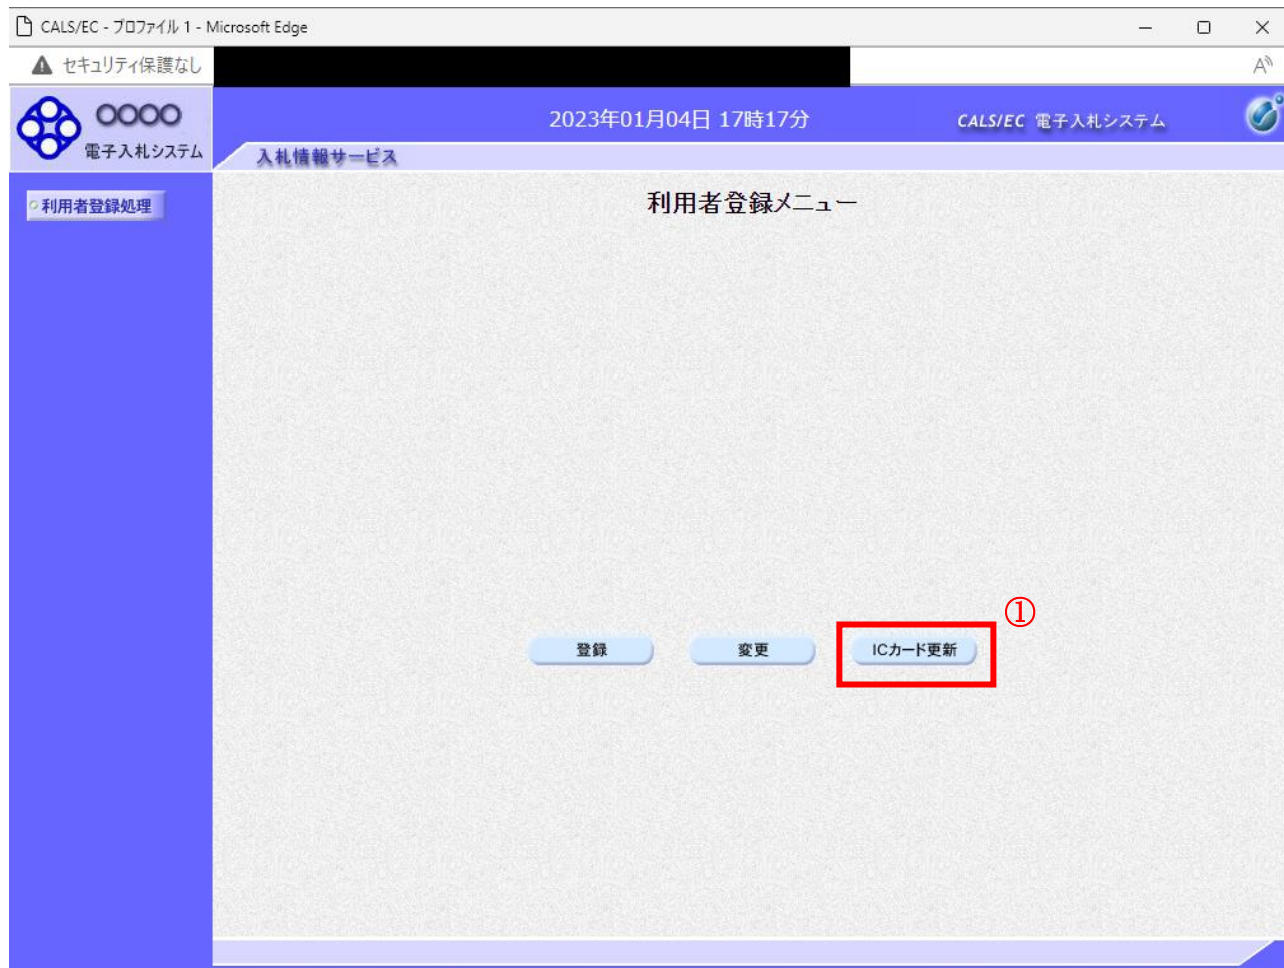 CALS/EC - プロファイル 1 - Microsoft Edge
セキュリティ保護なし
A
○○○○
電子入札システム
2023年01月04日 17時17分
CALS/EC 電子入札システム
入札情報サービス
利用者登録処理
利用者登録メニュー
①
登録
変更
ICカード更新